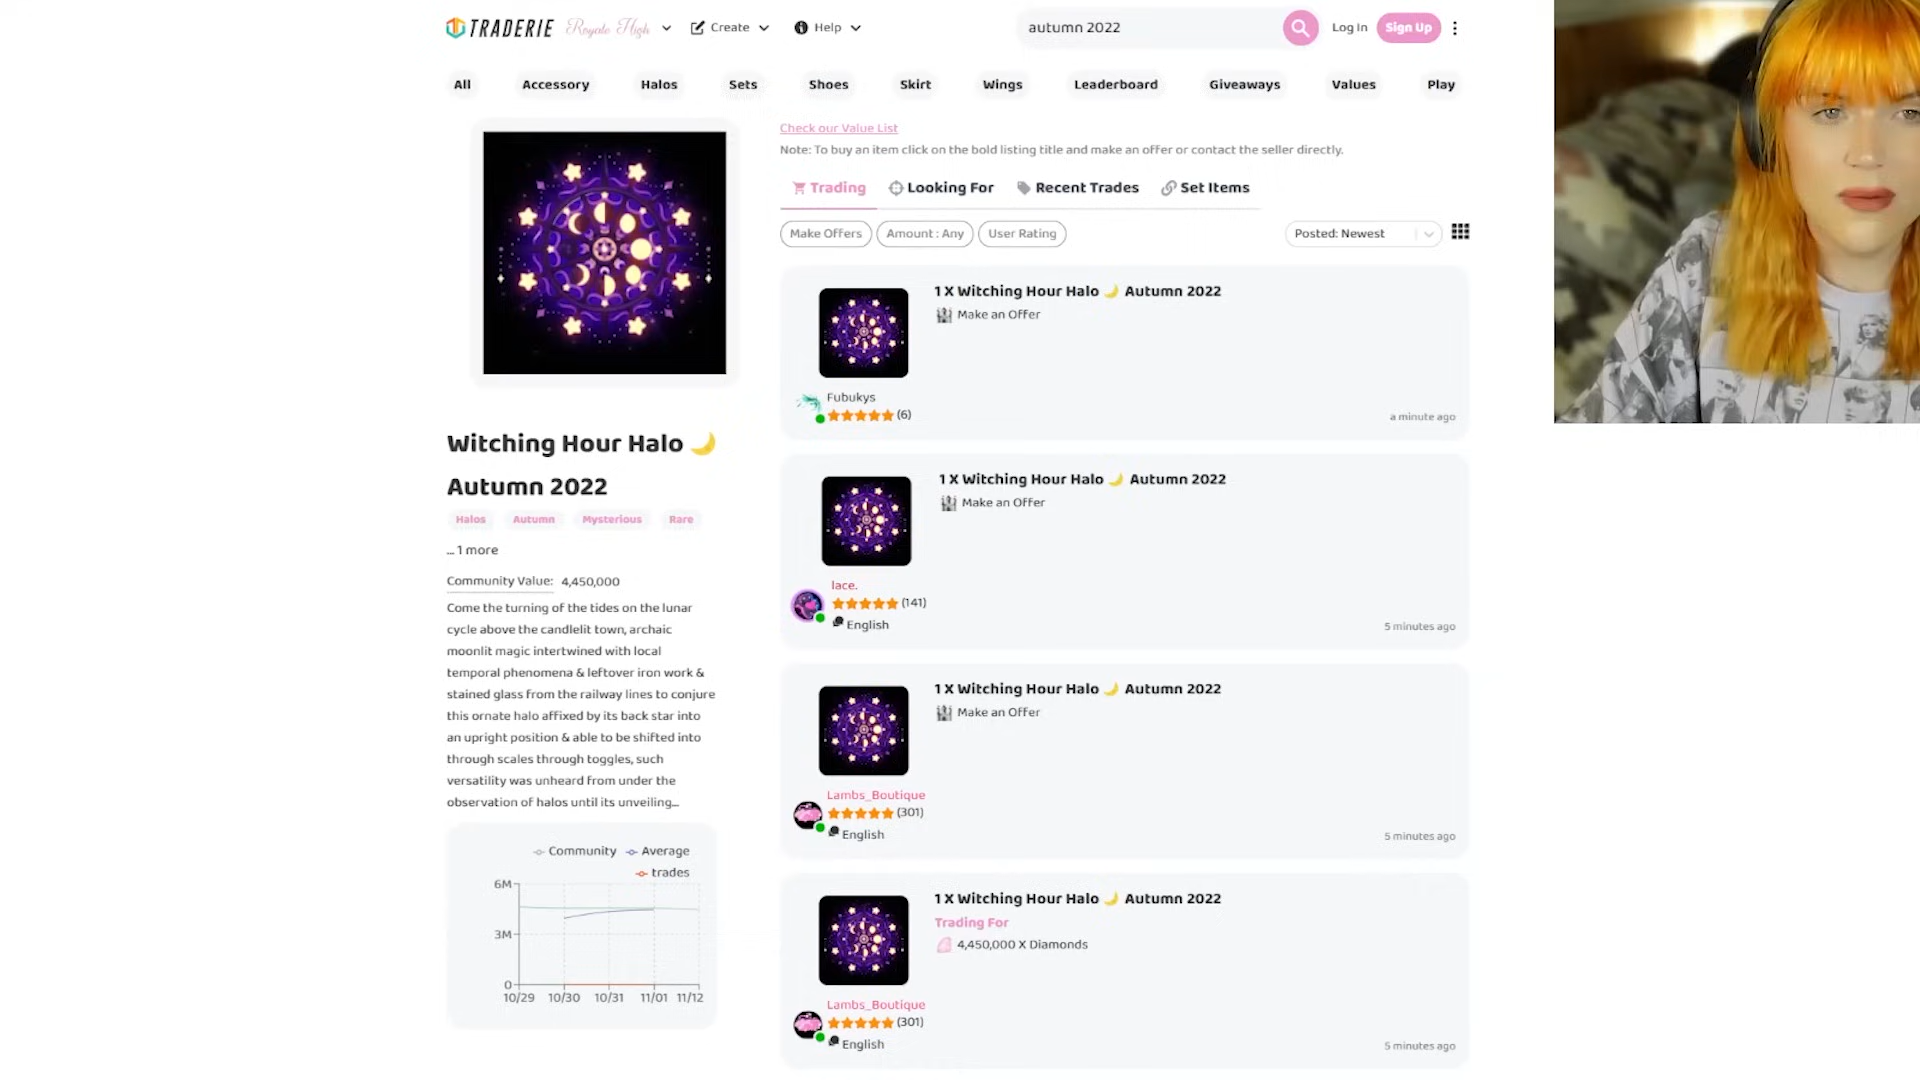 TRADERIE Royale High Create Help autumn 2022 Log In Sign Up
All Accessory Halos Sets Shoes Skirt Wings Leaderboard Giveaways Values Play
Check our Value List
Note: To buy an item click on the bold listing title and make an offer or contact the seller directly.
Trading Looking For Recent Trades Set Items
Make Offers Amount : Any User Rating Posted: Newest
Witching Hour Halo 🌙
Autumn 2022
Halos Autumn Mysterious Rare
... 1 more
Community Value: 4,450,000
Come the turning of the tides on the lunar
cycle above the candlelit town, archaic
moonlit magic intertwined with local
temporal phenomena & leftover iron work &
stained glass from the railway lines to conjure
this ornate halo affixed by its back star into
an upright position & able to be shifted into
through scales through toggles, such
versatility was unheard from under the
observation of halos until its unveiling...
Community Average
trades
6M
3M
0
10/29 10/30 10/31 11/01 11/12
1 X Witching Hour Halo 🌙 Autumn 2022
Make an Offer
Fubukys
(6)
a minute ago
1 X Witching Hour Halo 🌙 Autumn 2022
Make an Offer
lace.
(141)
English
5 minutes ago
1 X Witching Hour Halo 🌙 Autumn 2022
Make an Offer
Lambs_Boutique
(301)
English
5 minutes ago
1 X Witching Hour Halo 🌙 Autumn 2022
Trading For
4,450,000 X Diamonds
Lambs_Boutique
(301)
English
5 minutes ago